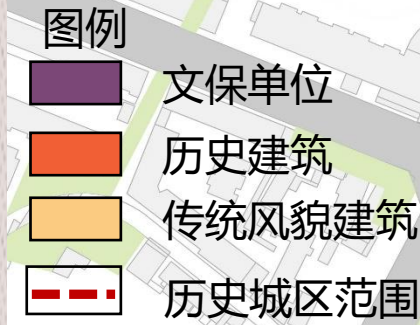 图例
文保单位
历史建筑
传统风貌建筑
历史城区范围